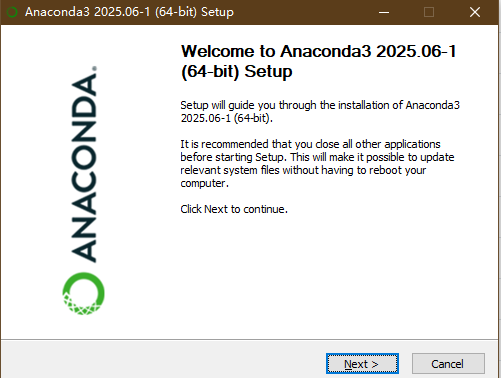 Anaconda3 2025.06-1 (64-bit) Setup
Welcome to Anaconda3 2025.06-1
(64-bit) Setup
Setup will guide you through the installation of Anaconda3
2025.06-1 (64-bit).
It is recommended that you close all other applications
before starting Setup. This will make it possible to update
relevant system files without having to reboot your
computer.
Click Next to continue.
ANACONDA.
Next >
Cancel